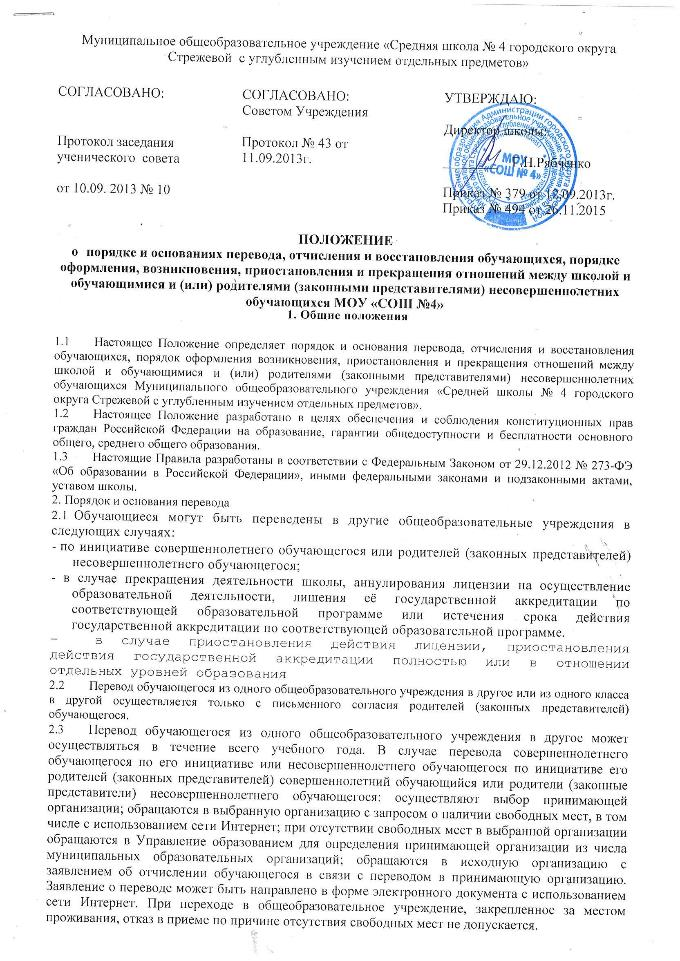 Муниципальное общеобразовательное учреждение «Средняя школа № 4 городского округа
Стрежевой с углубленным изучением отдельных предметов»
СОГЛАСОВАНО:
Протокол заседания
ученического совета
от 10.09. 2013 № 10
СОГЛАСОВАНО:
Советом Учреждения
Протокол № 43 от
11.09.2013г.
УТВЕРЖДАЮ:
Директор школы:
Г.Н.Рябченко
МОУ
«СОШ № 4»
Приказ № 379 от 12.09.2013г.
Приказ № 494 от 26.11.2015
ПОЛОЖЕНИЕ
о порядке и основаниях перевода, отчисления и восстановления обучающихся, порядке
оформления, возникновения, приостановления и прекращения отношений между школой и
обучающимися и (или) родителями (законными представителями) несовершеннолетних
обучающихся МОУ «СОШ №4»
1. Общие положения
1.1 Настоящее Положение определяет порядок и основания перевода, отчисления и восстановления
обучающихся, порядок оформления возникновения, приостановления и прекращения отношений между
школой и обучающимися и (или) родителями (законными представителями) несовершеннолетних
обучающихся Муниципального общеобразовательного учреждения «Средней школы № 4 городского
округа Стрежевой с углубленным изучением отдельных предметов».
1.2 Настоящее Положение разработано в целях обеспечения и соблюдения конституционных прав
граждан Российской Федерации на образование, гарантии общедоступности и бесплатности основного
общего, среднего общего образования.
1.3 Настоящие Правила разработаны в соответствии с Федеральным Законом от 29.12.2012 № 273-ФЭ
«Об образовании в Российской Федерации», иными федеральными законами и подзаконными актами,
уставом школы.
2. Порядок и основания перевода
2.1 Обучающиеся могут быть переведены в другие общеобразовательные учреждения в
следующих случаях:
- по инициативе совершеннолетнего обучающегося или родителей (законных представителей)
несовершеннолетнего обучающегося;
- в случае прекращения деятельности школы, аннулирования лицензии на осуществление
образовательной деятельности, лишения её государственной аккредитации по
соответствующей образовательной программе или истечения срока действия
государственной аккредитации по соответствующей образовательной программе.
– в случае приостановления действия лицензии, приостановления
действия государственной аккредитации полностью или в отношении
отдельных уровней образования
2.2 Перевод обучающегося из одного общеобразовательного учреждения в другое или из одного класса
в другой осуществляется только с письменного согласия родителей (законных представителей)
обучающегося.
2.3 Перевод обучающегося из одного общеобразовательного учреждения в другое может
осуществляться в течение всего учебного года. В случае перевода совершеннолетнего
обучающегося по его инициативе или несовершеннолетнего обучающегося по инициативе его
родителей (законных представителей) совершеннолетний обучающийся или родители (законные
представители) несовершеннолетнего обучающегося: осуществляют выбор принимающей
организации; обращаются в выбранную организацию с запросом о наличии свободных мест, в том
числе с использованием сети Интернет; при отсутствии свободных мест в выбранной организации
обращаются в Управление образованием для определения принимающей организации из числа
муниципальных образовательных организаций; обращаются в исходную организацию с
заявлением об отчислении обучающегося в связи с переводом в принимающую организацию.
Заявление о переводе может быть направлено в форме электронного документа с использованием
сети Интернет. При переходе в общеобразовательное учреждение, закрепленное за местом
проживания, отказ в приеме по причине отсутствия свободных мест не допускается.